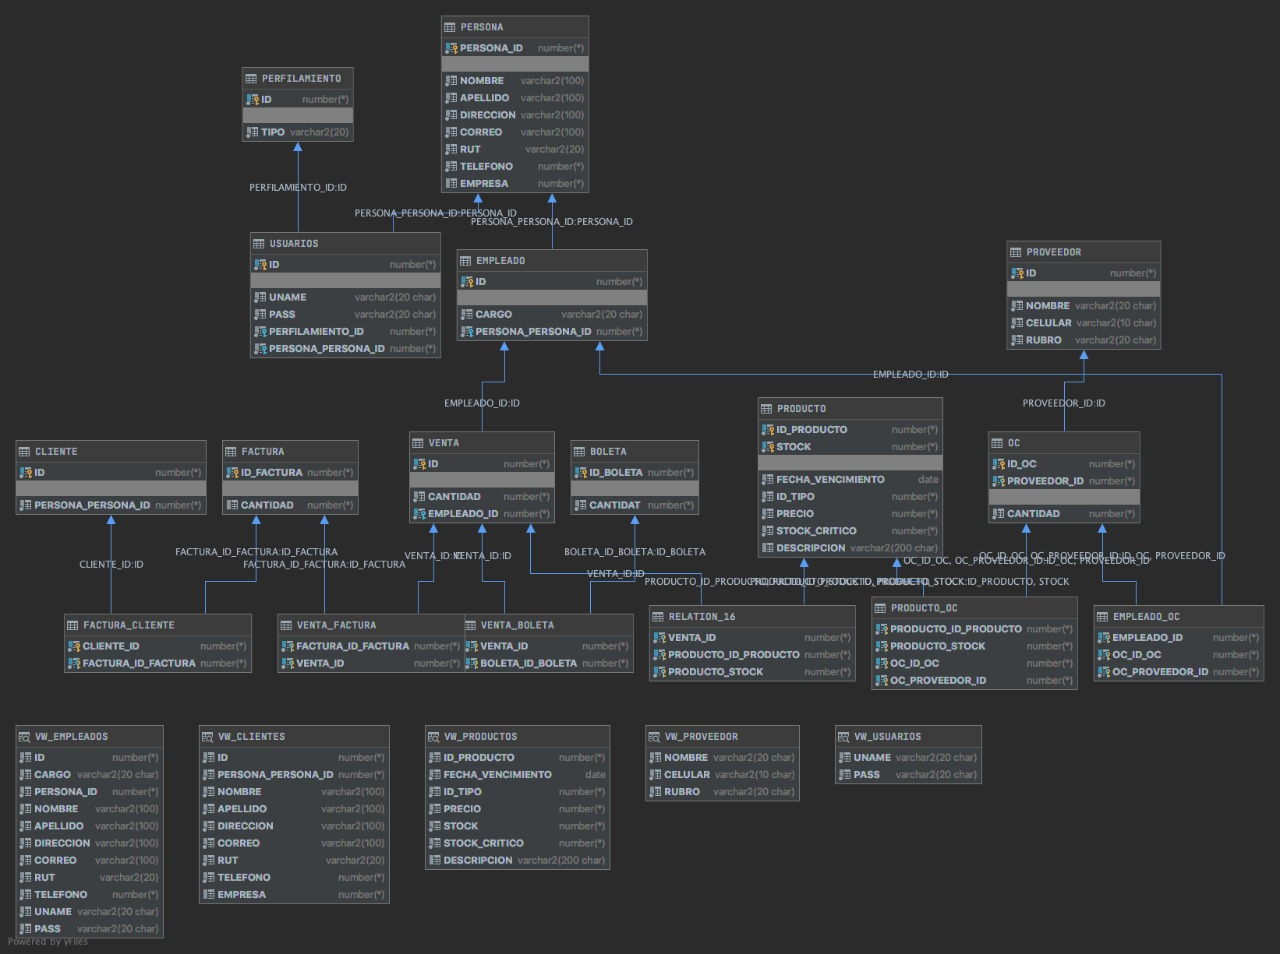 PERSONA
PERSONA_ID number(*)
NOMBRE varchar2(100)
APELLIDO varchar2(100)
DIRECCION varchar2(100)
CORREO varchar2(100)
RUT varchar2(20)
TELEFONO number(*)
EMPRESA number(*)
PERFILAMIENTO
ID number(*)
TIPO varchar2(20)
PERFILAMIENTO_ID:ID
PERSONA_PERSONA_ID:PERSONA_ID
PERSONA_PERSONA_ID:PERSONA_ID
USUARIOS
ID number(*)
UNAME varchar2(20 char)
PASS varchar2(20 char)
PERFILAMIENTO_ID number(*)
PERSONA_PERSONA_ID number(*)
EMPLEADO
ID number(*)
CARGO varchar2(20 char)
PERSONA_PERSONA_ID number(*)
PROVEEDOR
ID number(*)
NOMBRE varchar2(20 char)
CELULAR varchar2(10 char)
RUBRO varchar2(20 char)
EMPLEADO_ID:ID
EMPLEADO_ID:ID
PROVEEDOR_ID:ID
CLIENTE
ID number(*)
PERSONA_PERSONA_ID number(*)
FACTURA
ID_FACTURA number(*)
CANTIDAD number(*)
VENTA
ID number(*)
CANTIDAD number(*)
EMPLEADO_ID number(*)
BOLETA
ID_BOLETA number(*)
CANTIDAT number(*)
PRODUCTO
ID_PRODUCTO number(*)
STOCK number(*)
FECHA_VENCIMIENTO date
ID_TIPO number(*)
PRECIO number(*)
STOCK_CRITICO number(*)
DESCRIPCION varchar2(200 char)
OC
ID_OC number(*)
PROVEEDOR_ID number(*)
CANTIDAD number(*)
CLIENTE_ID:ID
FACTURA_ID_FACTURA:ID_FACTURA
FACTURA_ID_FACTURA:ID_FACTURA
VENTA_ID:ID
VENTA_ID:ID
BOLETA_ID_BOLETA:ID_BOLETA
VENTA_ID:ID
FACTURA_CLIENTE
CLIENTE_ID number(*)
FACTURA_ID_FACTURA number(*)
VENTA_FACTURA
FACTURA_ID_FACTURA number(*)
VENTA_ID number(*)
VENTA_BOLETA
VENTA_ID number(*)
BOLETA_ID_BOLETA number(*)
RELATION_16
VENTA_ID number(*)
PRODUCTO_ID_PRODUCTO number(*)
PRODUCTO_STOCK number(*)
PRODUCTO_OC
PRODUCTO_ID_PRODUCTO number(*)
PRODUCTO_STOCK number(*)
OC_ID_OC number(*)
OC_PROVEEDOR_ID number(*)
EMPLEADO_OC
EMPLEADO_ID number(*)
OC_ID_OC number(*)
OC_PROVEEDOR_ID number(*)
VW_EMPLEADOS
ID number(*)
CARGO varchar2(20 char)
PERSONA_ID number(*)
NOMBRE varchar2(100)
APELLIDO varchar2(100)
DIRECCION varchar2(100)
CORREO varchar2(100)
RUT varchar2(20)
TELEFONO number(*)
UNAME varchar2(20 char)
PASS varchar2(20 char)
VW_CLIENTES
ID number(*)
PERSONA_PERSONA_ID number(*)
NOMBRE varchar2(100)
APELLIDO varchar2(100)
DIRECCION varchar2(100)
CORREO varchar2(100)
RUT varchar2(20)
TELEFONO number(*)
EMPRESA number(*)
VW_PRODUCTOS
ID_PRODUCTO number(*)
FECHA_VENCIMIENTO date
ID_TIPO number(*)
PRECIO number(*)
STOCK number(*)
STOCK_CRITICO number(*)
DESCRIPCION varchar2(200 char)
VW_PROVEEDOR
NOMBRE varchar2(20 char)
CELULAR varchar2(10 char)
RUBRO varchar2(20 char)
VW_USUARIOS
UNAME varchar2(20 char)
PASS varchar2(20 char)
Powered by yFiles